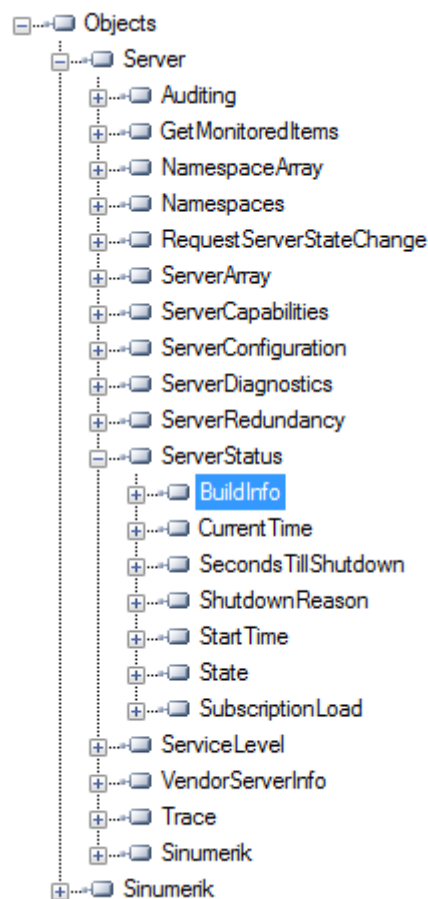 Objects
Server
Auditing
GetMonitoredItems
NamespaceArray
Namespaces
RequestServerStateChange
ServerArray
ServerCapabilities
ServerConfiguration
ServerDiagnostics
ServerRedundancy
ServerStatus
BuildInfo
CurrentTime
SecondsTillShutdown
ShutdownReason
StartTime
State
SubscriptionLoad
ServiceLevel
VendorServerInfo
Trace
Sinumerik
Sinumerik